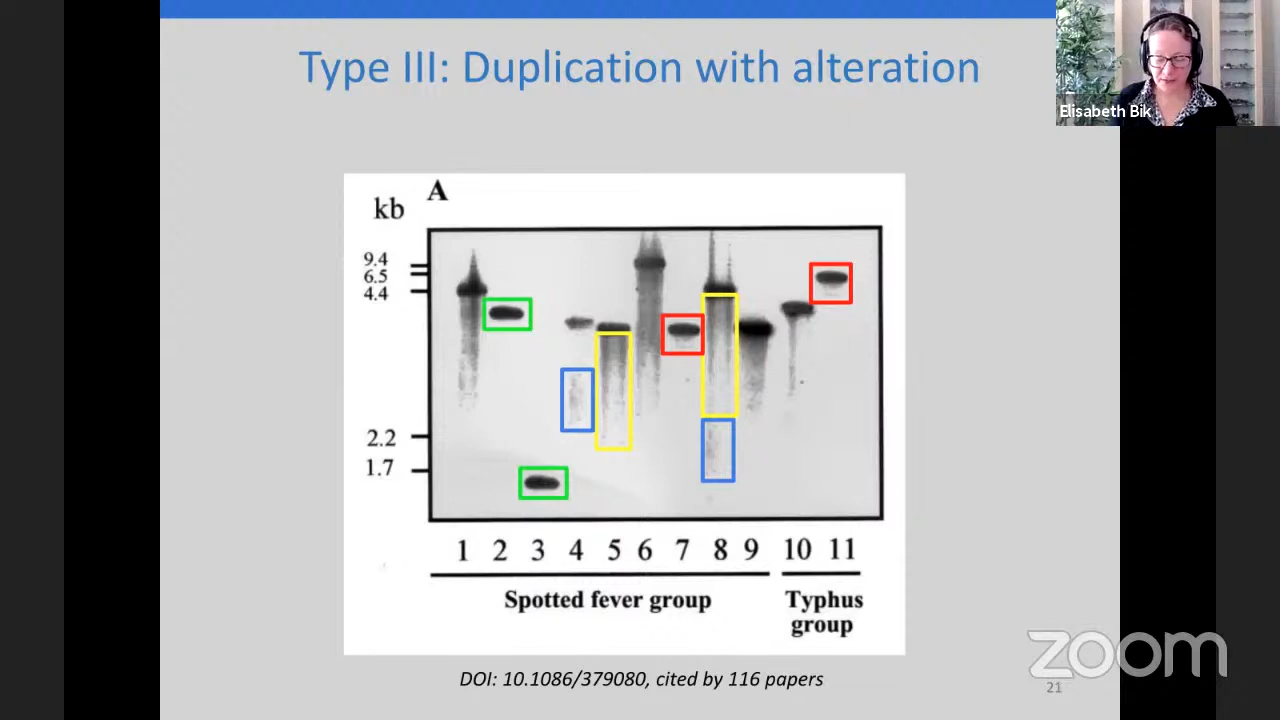 Type III: Duplication with alteration
Elisabeth Bik
A
kb
9.4
6.5
4.4
2.2
1.7
1 2 3 4 5 6 7 8 9 10 11
Spotted fever group
Typhus
group
DOI: 10.1086/379080, cited by 116 papers
zoom
21